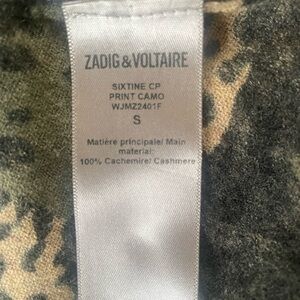 ZADIG & VOLTAIRE
SIXTINE CP
PRINT CAMO
WJMZ2401F
S
Matière principale/ Main
material:
100% Cachemire/ Cashmere